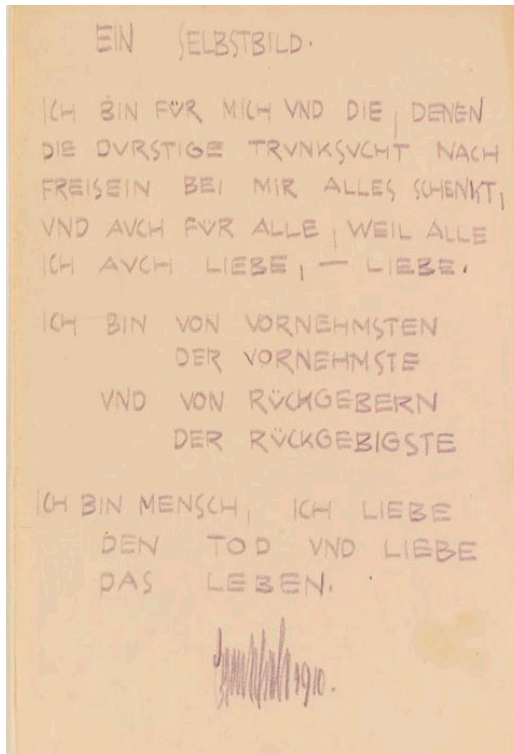 EIN SELBSTBILD.
ICH BIN FÜR MICH VND DIE, DENEN
DIE DVRSTIGE TRVNKSVCHT NACH
FREISEIN BEI MIR ALLES SCHENKT,
VND AVCH FVR ALLE, WEIL ALLE
ICH AVCH LIEBE, — LIEBE.
ICH BIN VON VORNEHMSTEN
DER VORNEHMSTE
VND VON RÜCKGEBERN
DER RÜCKGEBIGSTE
ICH BIN MENSCH, ICH LIEBE
DEN TOD VND LIEBE
DAS LEBEN.
1910.